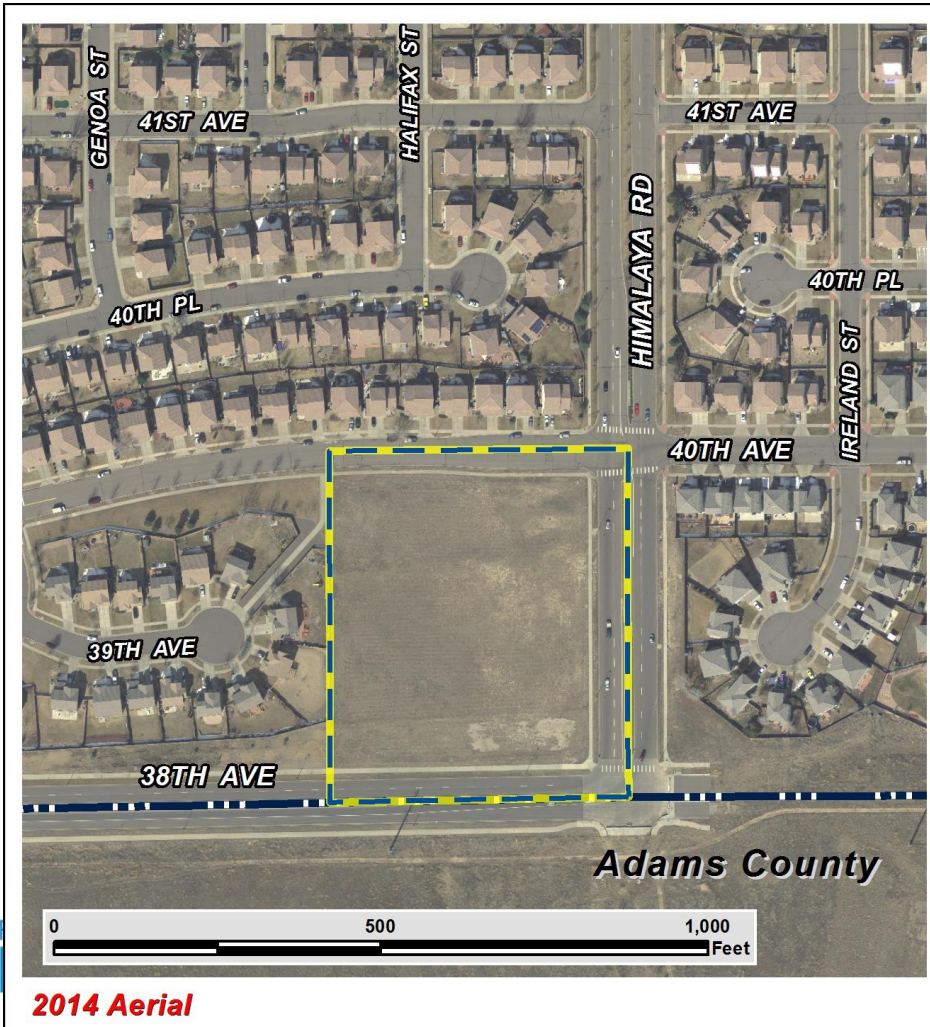 GENOA ST
HALIFAX ST
41ST AVE
41ST AVE
HIMALAYA RD
40TH PL
40TH PL
IRELAND ST
40TH AVE
39TH AVE
38TH AVE
Adams County
0 500 1,000
Feet
2014 Aerial